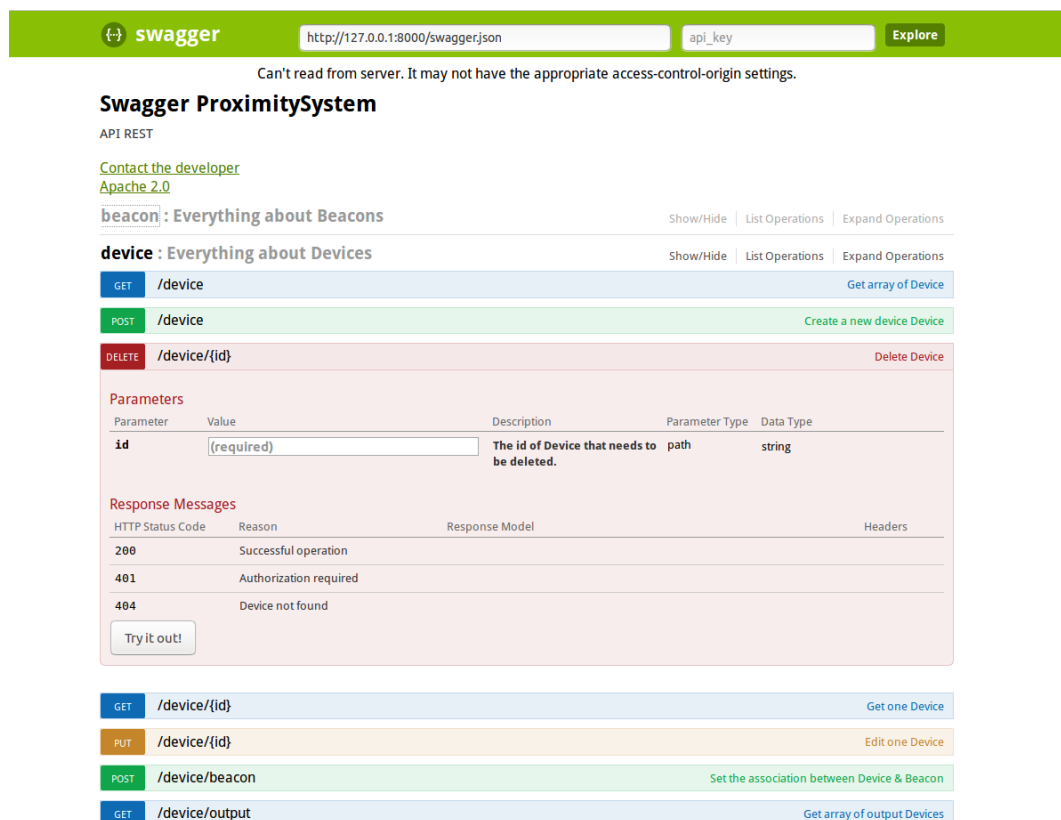 {···} swagger http://127.0.0.1:8000/swagger.json api_key Explore
Can't read from server. It may not have the appropriate access-control-origin settings.
Swagger ProximitySystem
API REST
Contact the developer
Apache 2.0
beacon : Everything about Beacons Show/Hide List Operations Expand Operations
device : Everything about Devices Show/Hide List Operations Expand Operations
GET /device Get array of Device
POST /device Create a new device Device
DELETE /device/{id} Delete Device
Parameters
Parameter Value Description Parameter Type Data Type
id (required) The id of Device that needs to path string
be deleted.
Response Messages
HTTP Status Code Reason Response Model Headers
200 Successful operation
401 Authorization required
404 Device not found
Try it out!
GET /device/{id} Get one Device
PUT /device/{id} Edit one Device
POST /device/beacon Set the association between Device & Beacon
GET /device/output Get array of output Devices